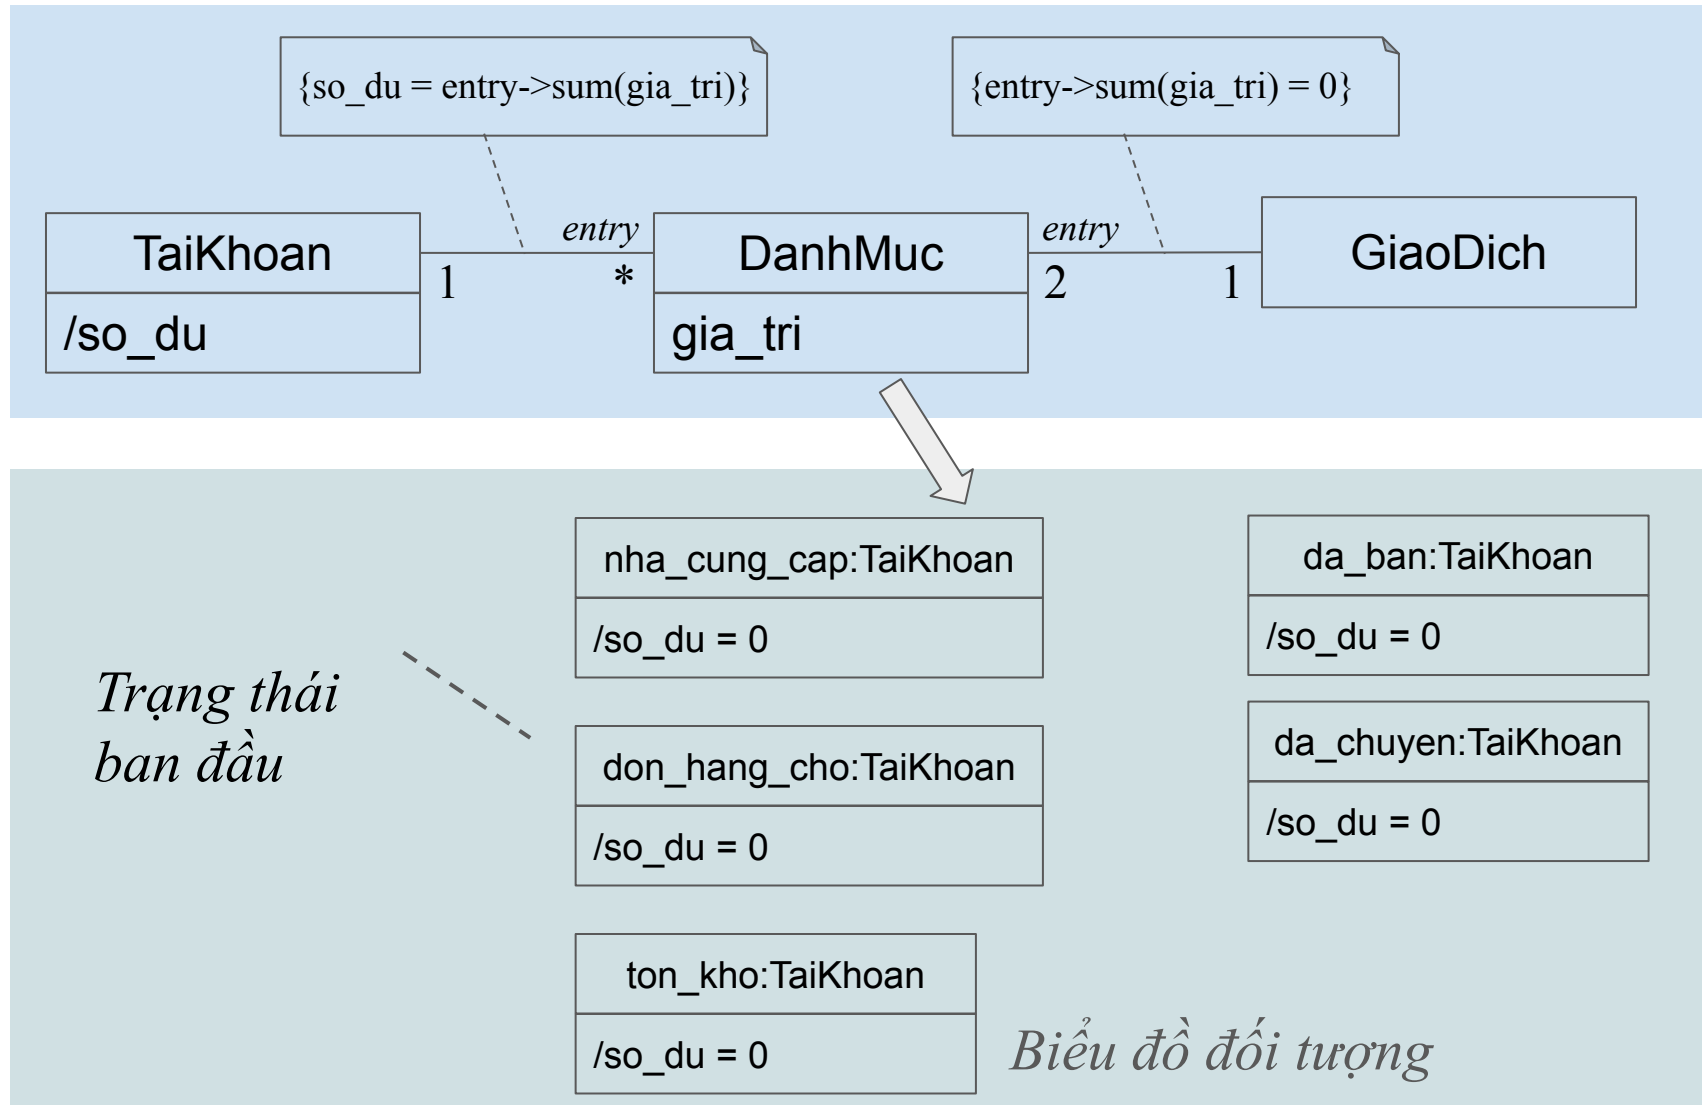 {so_du = entry->sum(gia_tri)}
{entry->sum(gia_tri) = 0}
TaiKhoan
/so_du
1
entry
*
DanhMuc
gia_tri
entry
2
1
GiaoDich
nha_cung_cap:TaiKhoan
/so_du = 0
da_ban:TaiKhoan
/so_du = 0
Trạng thái
ban đầu
don_hang_cho:TaiKhoan
/so_du = 0
da_chuyen:TaiKhoan
/so_du = 0
ton_kho:TaiKhoan
/so_du = 0
Biểu đồ đối tượng